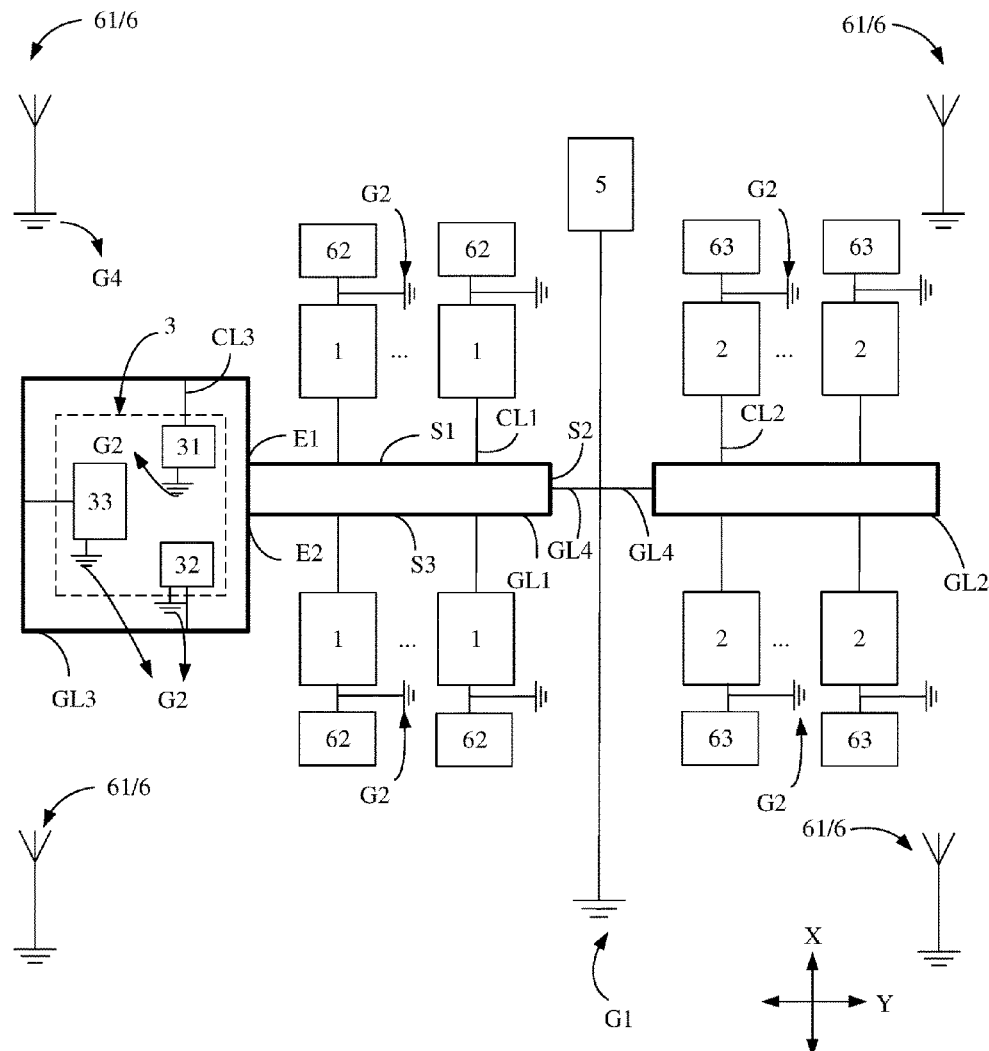 61/6 61/6
5
G2 G2
62 62 63 63
G4
3 CL3
1 ... 1 2 ... 2
E1 S1 CL1 S2 CL2
G2 31
33
E2 S3 GL1 GL4 GL4 GL2
32
1 ... 1 2 ... 2
GL3 G2
62 62 63 63
G2 G2
61/6 61/6
X
Y
G1